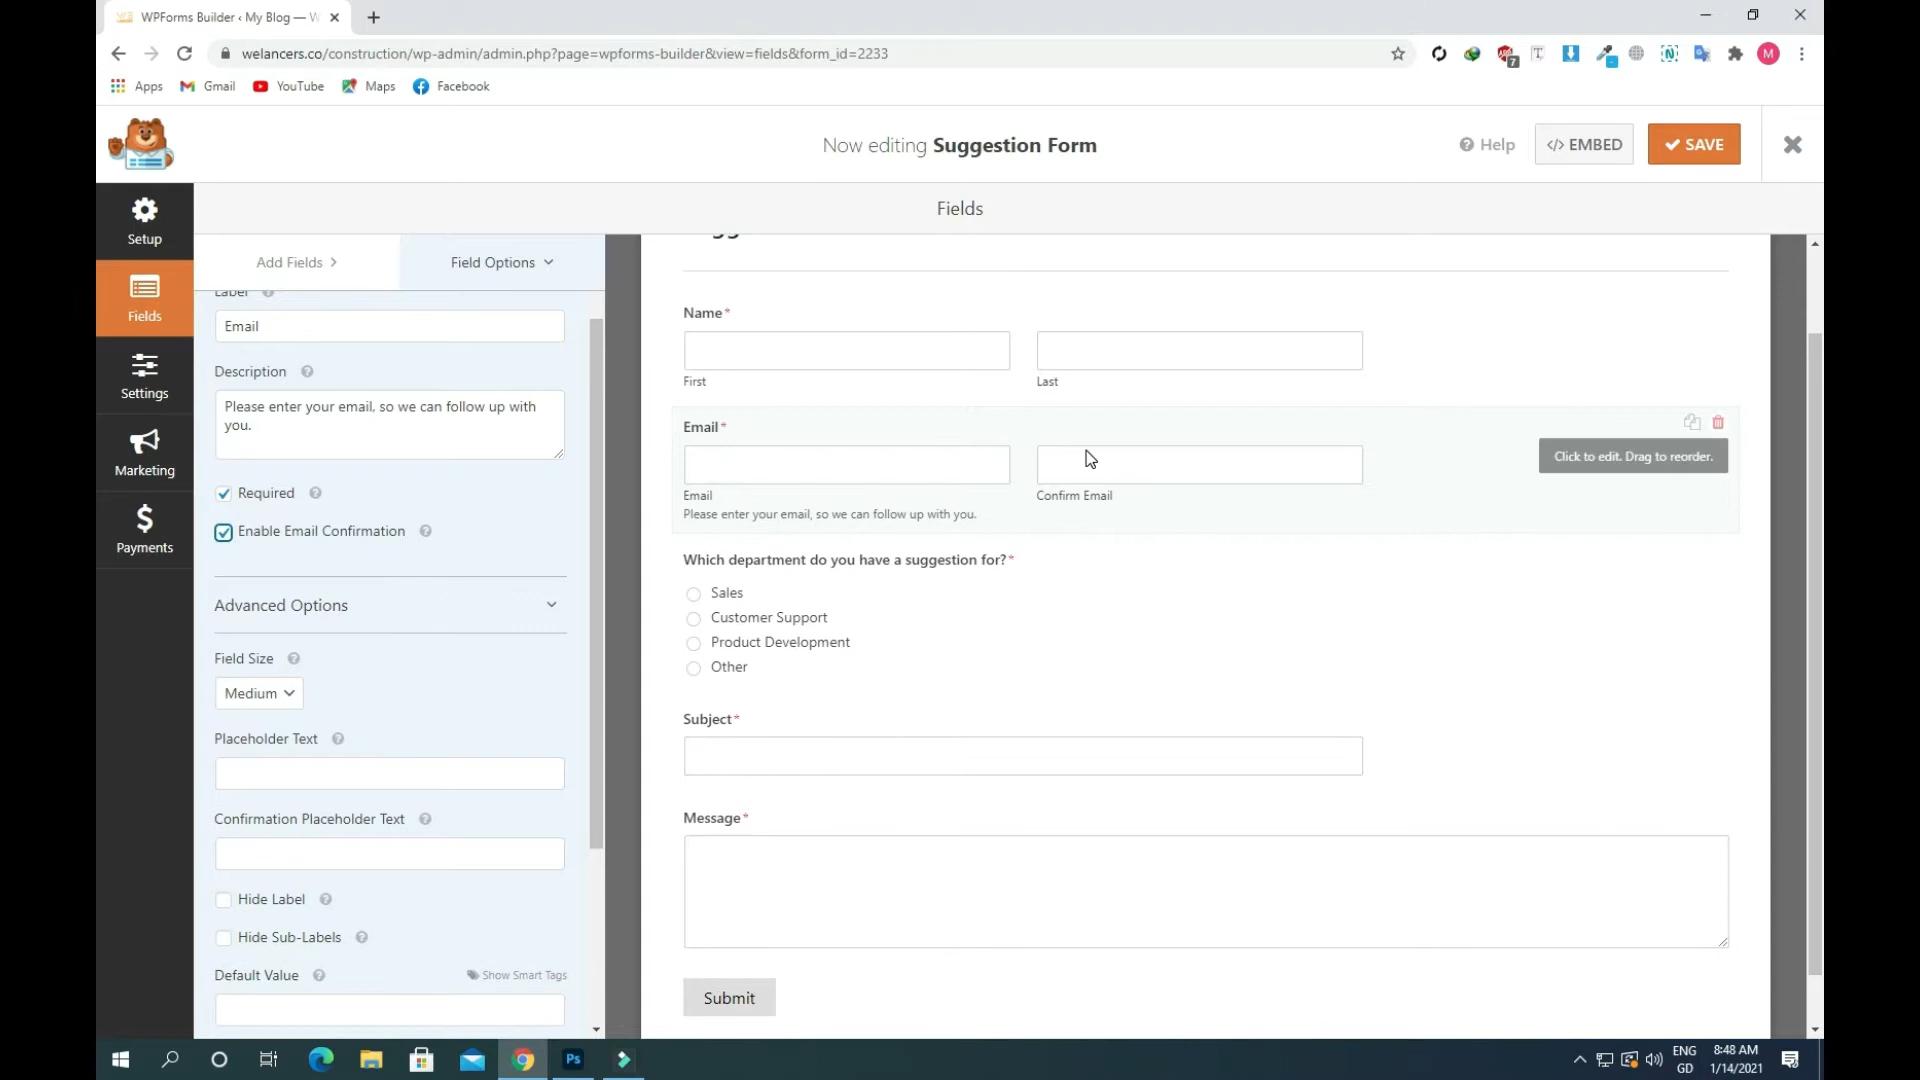 WPForms Builder ‹ My Blog — W
welancers.co/construction/wp-admin/admin.php?page=wpforms-builder&view=fields&form_id=2233
7
T
N
M
Apps
Gmail
YouTube
Maps
Facebook
Now editing Suggestion Form
Help
</> EMBED
SAVE
Fields
Setup
Fields
Settings
Marketing
Payments
Add Fields
Field Options
Label
Email
Description
Please enter your email, so we can follow up with
you.
Required
Enable Email Confirmation
Advanced Options
Field Size
Medium
Placeholder Text
Confirmation Placeholder Text
Hide Label
Hide Sub-Labels
Default Value
Show Smart Tags
Name*
First
Last
Email*
Click to edit. Drag to reorder.
Email
Confirm Email
Please enter your email, so we can follow up with you.
Which department do you have a suggestion for?*
Sales
Customer Support
Product Development
Other
Subject*
Message*
Submit
Ps
ENG
GD
8:48 AM
1/14/2021